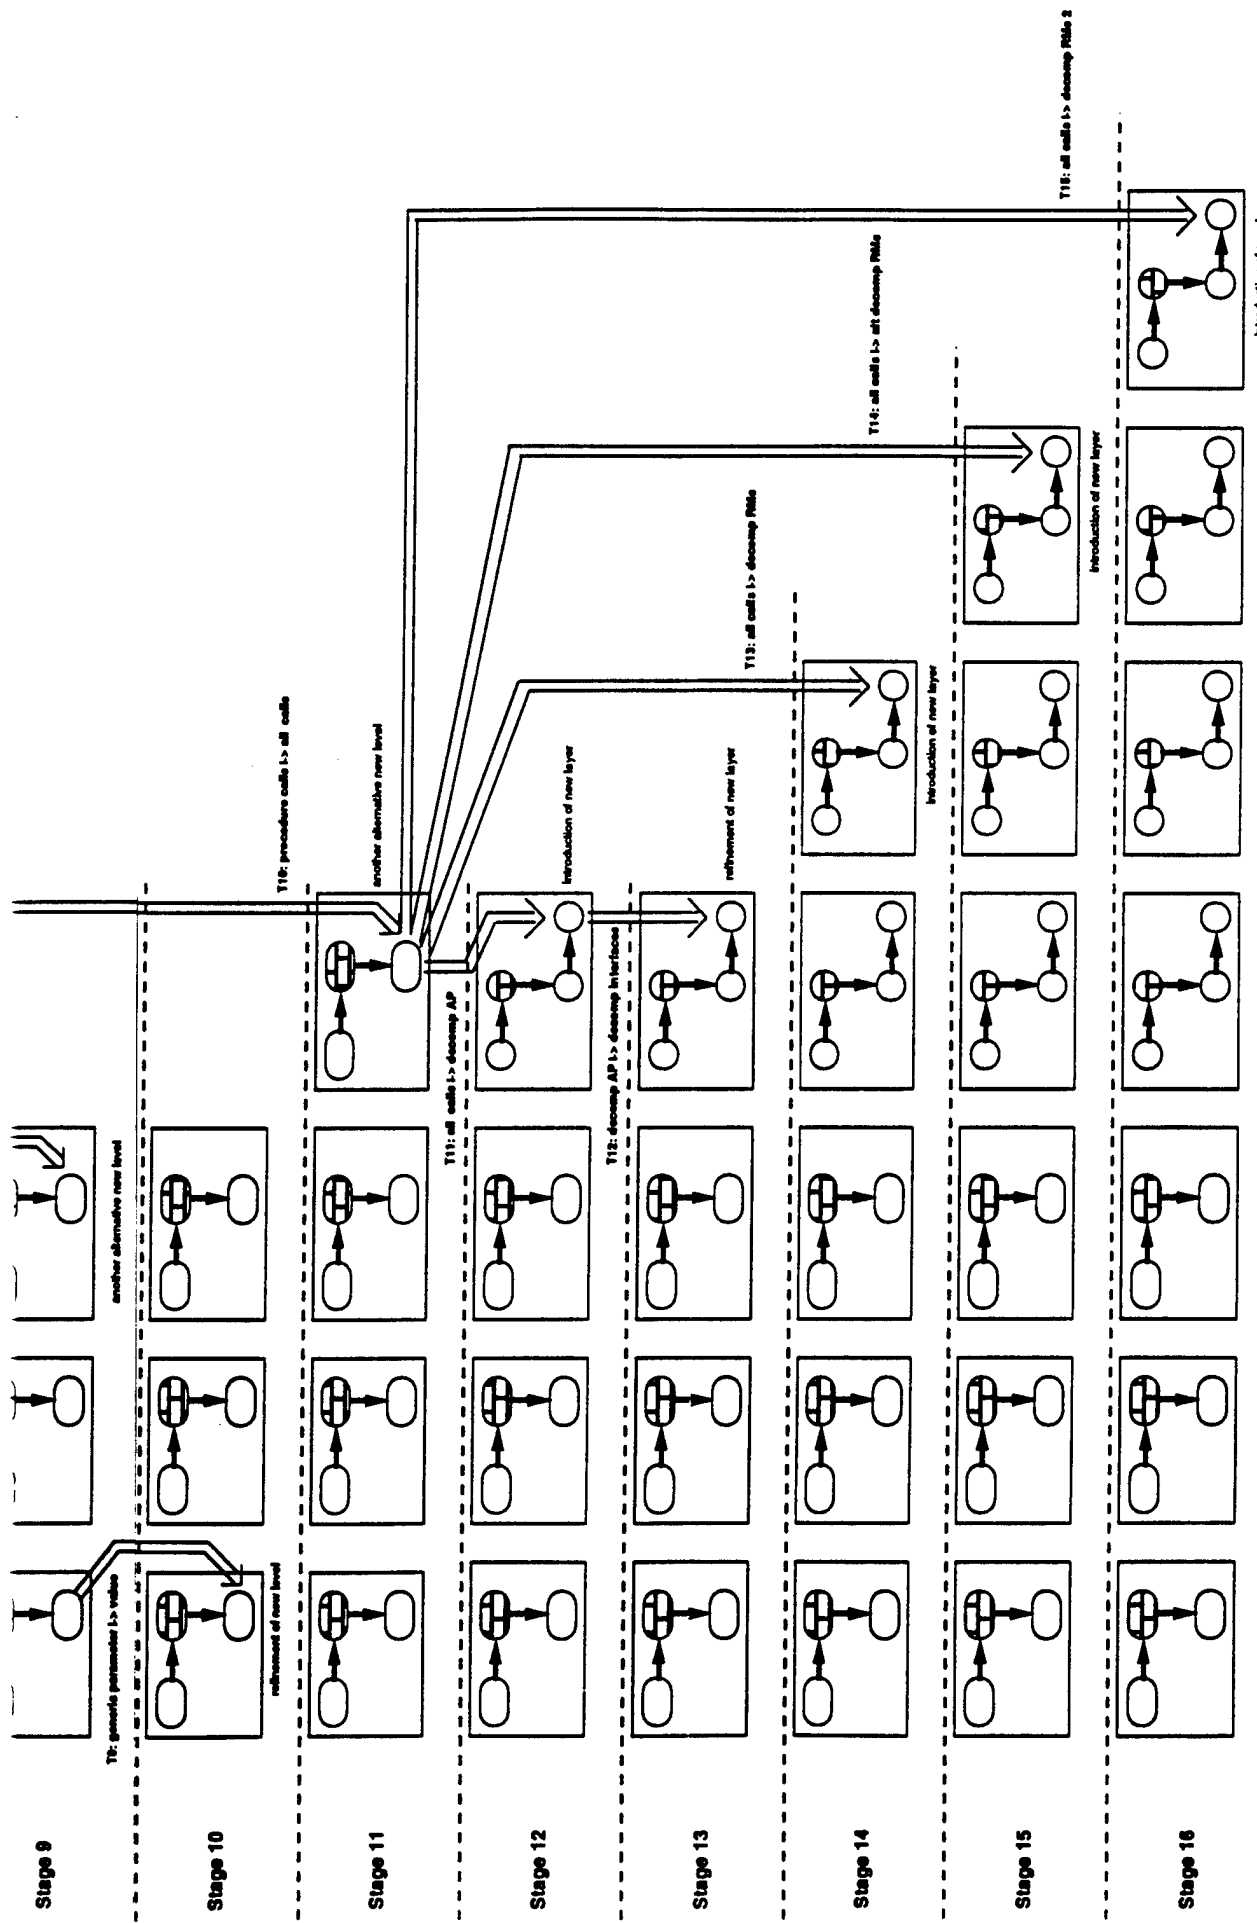 Stage 9
T9: generic parameter l-> value
another alternative new level
Stage 10
refinement of new level
T10: procedure calls l-> all calls
Stage 11
another alternative new level
T11: all calls l-> decomp AP
Stage 12
introduction of new layer
T12: decomp AP l-> decomp interfaces
Stage 13
refinement of new layer
T13: all calls l-> decomp RMs
Stage 14
introduction of new layer
T14: all calls l-> alt decomp RMs
Stage 15
introduction of new layer
T15: all calls l-> decomp RMs 2
Stage 16